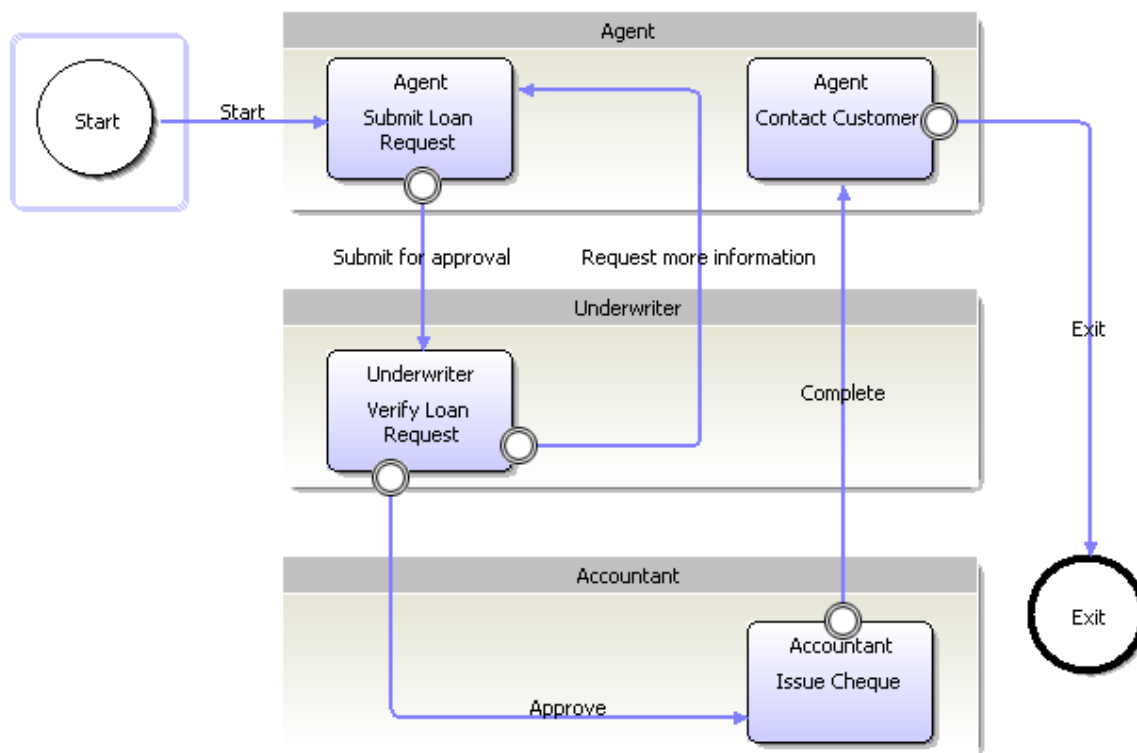 Agent
Agent
Submit Loan
Request
Agent
Contact Customer
Start
Start
Submit for approval
Request more information
Underwriter
Underwriter
Verify Loan
Request
Complete
Exit
Accountant
Accountant
Issue Cheque
Approve
Exit